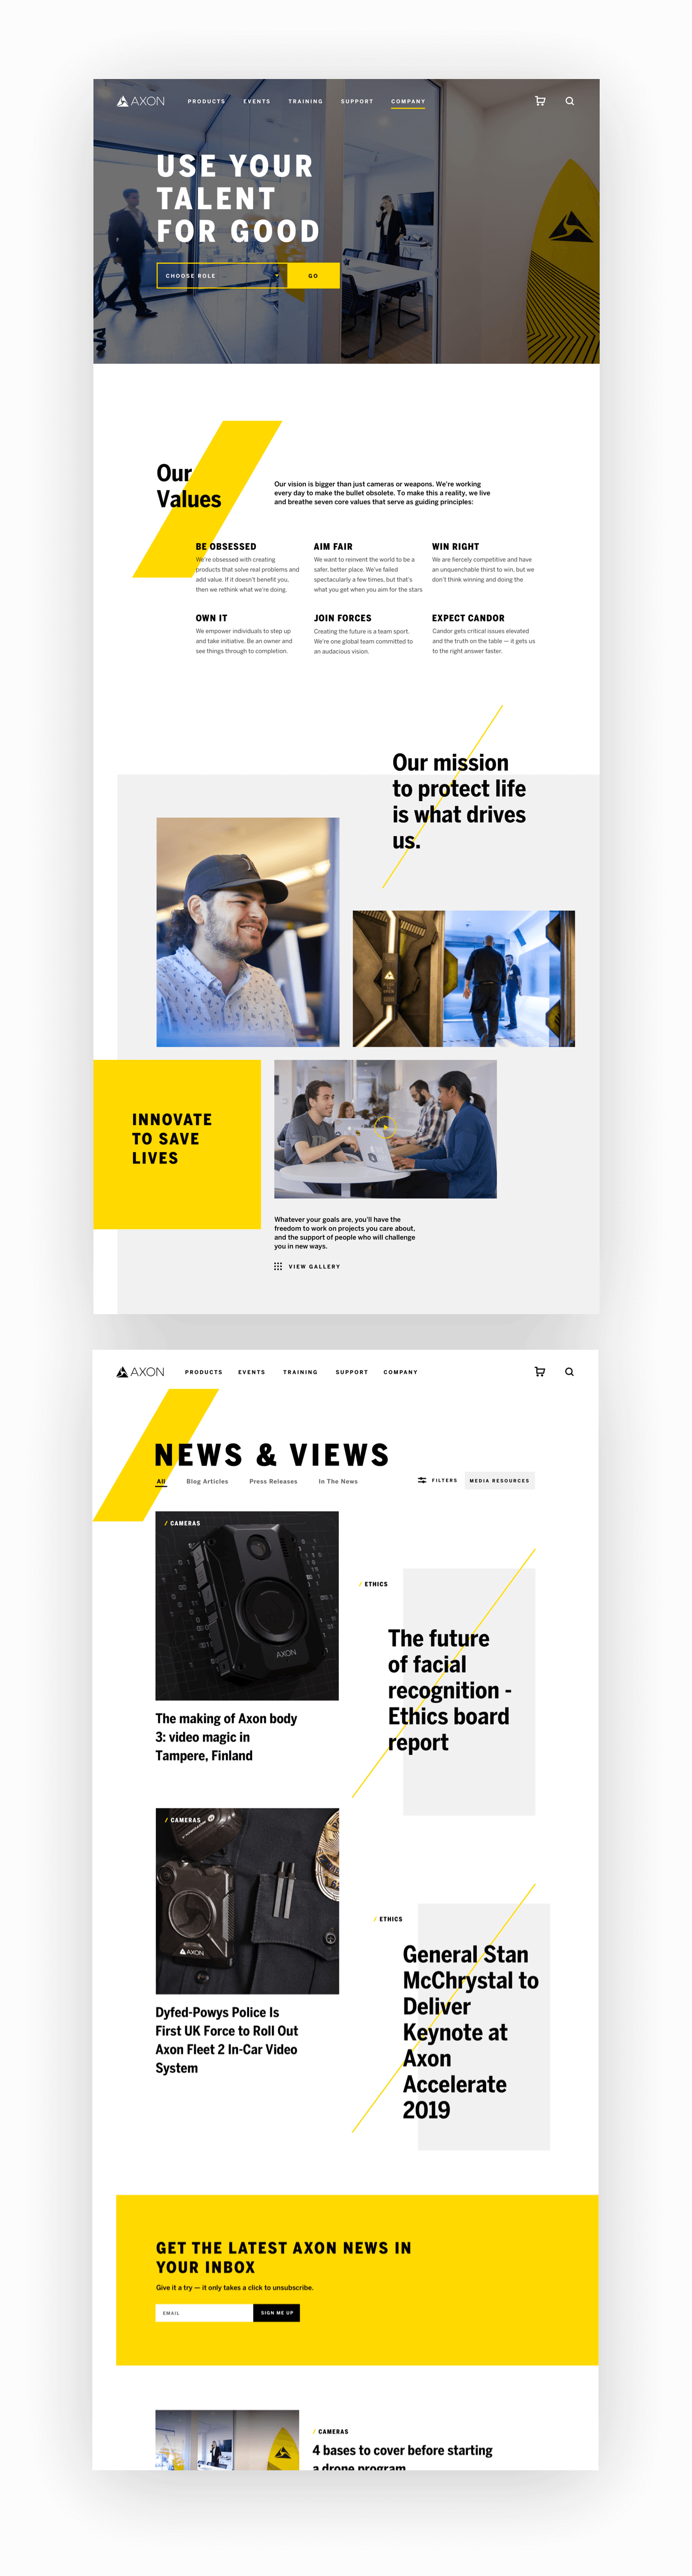 AXON
PRODUCTS
EVENTS
TRAINING
SUPPORT
COMPANY
USE YOUR
TALENT
FOR GOOD
CHOOSE ROLE
GO
Our
Values
Our vision is bigger than just cameras or weapons. We're working
every day to make the bullet obsolete. To make this a reality, we live
and breathe seven core values that serve as guiding principles:
BE OBSESSED
We're obsessed with creating
products that solve real problems and
add value. If it doesn't benefit you,
then we rethink what we're doing.
AIM FAIR
We want to reinvent the world to be a
safer, better place. We've failed
spectacularly a few times, but that's
what you get when you aim for the stars
WIN RIGHT
We are fiercely competitive and have
an unquenchable thirst to win, but we
don't think winning and doing the
OWN IT
We empower individuals to step up
and take initiative. Be an owner and
see things through to completion.
JOIN FORCES
Creating the future is a team sport.
We're one global team committed to
an audacious vision.
EXPECT CANDOR
Candor gets critical issues elevated
and the truth on the table — it gets us
to the right answer faster.
Our mission
to protect life
is what drives
us.
INNOVATE
TO SAVE
LIVES
Whatever your goals are, you'll have the
freedom to work on projects you care about,
and the support of people who will challenge
you in new ways.
VIEW GALLERY
AXON
PRODUCTS
EVENTS
TRAINING
SUPPORT
COMPANY
NEWS & VIEWS
All
Blog Articles
Press Releases
In The News
FILTERS
MEDIA RESOURCES
/ CAMERAS
AXON
The making of Axon body
3: video magic in
Tampere, Finland
/ ETHICS
The future
of facial
recognition -
Ethics board
report
/ CAMERAS
AXON
Dyfed-Powys Police Is
First UK Force to Roll Out
Axon Fleet 2 In-Car Video
System
/ ETHICS
General Stan
McChrystal to
Deliver
Keynote at
Axon
Accelerate
2019
GET THE LATEST AXON NEWS IN
YOUR INBOX
Give it a try — it only takes a click to unsubscribe.
EMAIL
SIGN ME UP
/ CAMERAS
4 bases to cover before starting
a drone program